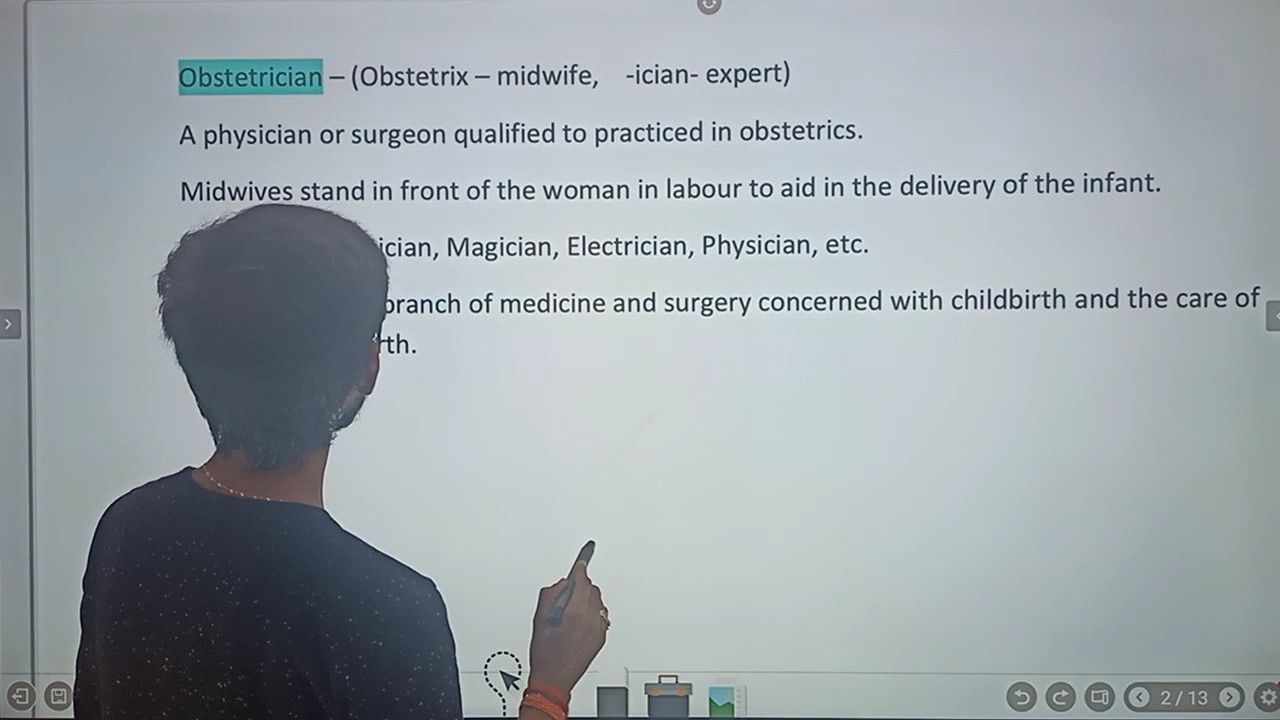 Obstetrician – (Obstetrix – midwife, -ician- expert)
A physician or surgeon qualified to practiced in obstetrics.
Midwives stand in front of the woman in labour to aid in the delivery of the infant.
ician, Magician, Electrician, Physician, etc.
branch of medicine and surgery concerned with childbirth and the care of
rth.
2/13